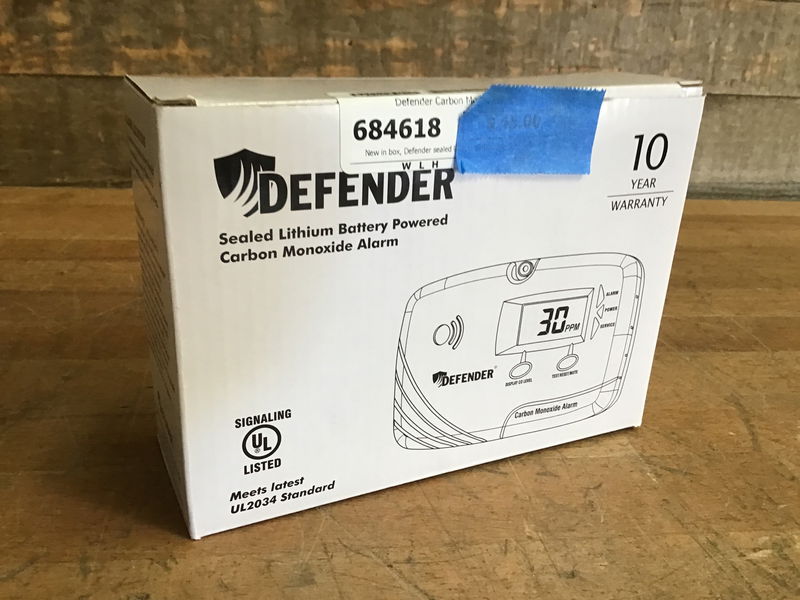 Defender Carbon
684618
New in box, Defender sealed
W L H
DEFENDER
Sealed Lithium Battery Powered
Carbon Monoxide Alarm
10
YEAR
WARRANTY
30 PPM
ALARM
POWER
SERVICE
DEFENDER
DISPLAY CO LEVEL
TEST/RESET/MUTE
Carbon Monoxide Alarm
SIGNALING
UL
LISTED
Meets latest
UL2034 Standard